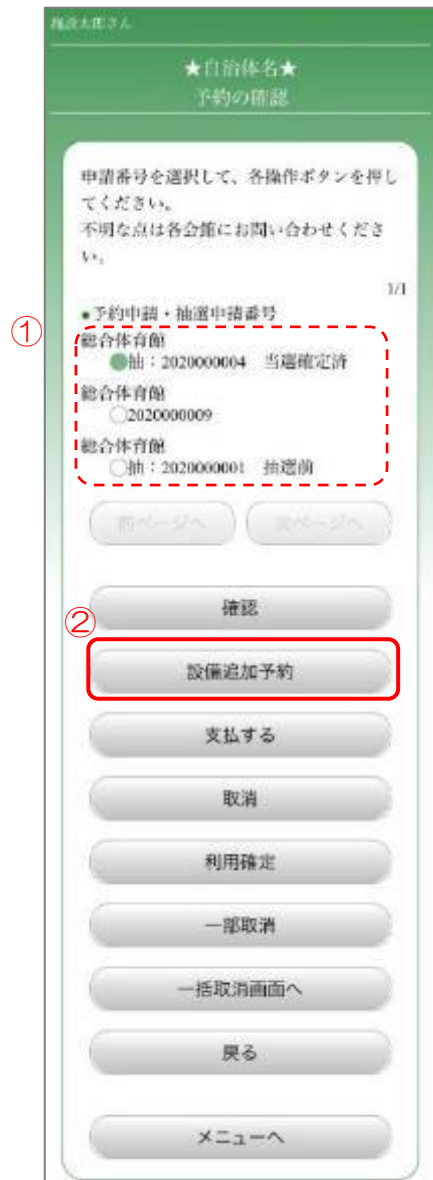 施設太郎さん
★自治体名★
予約の確認
申請番号を選択して、各操作ボタンを押し
てください。
不明な点は各会館にお問い合わせくださ
い。
1/1
●予約申請・抽選申請番号
①
総合体育館
抽：2020000004 当選確定済
総合体育館
2020000009
総合体育館
抽：2020000001 抽選前
前ページへ 次ページへ
確認
②
設備追加予約
支払する
取消
利用確定
一部取消
一括取消画面へ
戻る
メニューへ